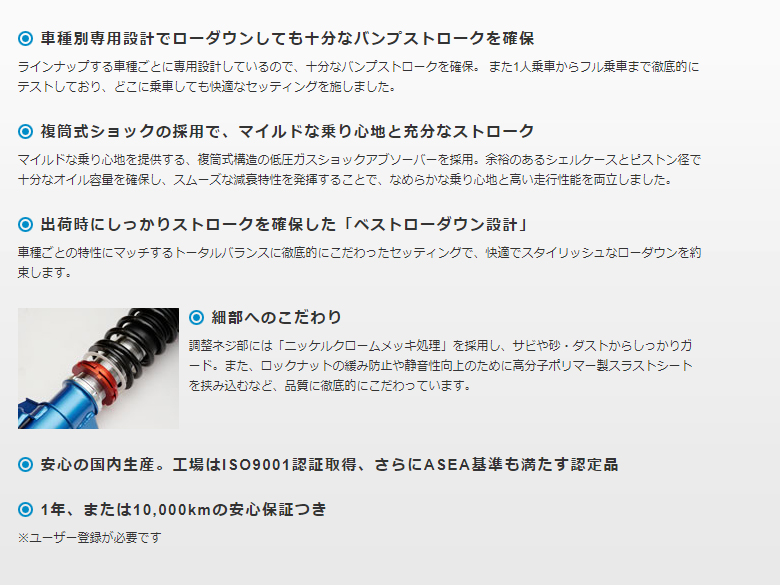 車種別専用設計でローダウンしても十分なバンプストロークを確保
ラインナップする車種ごとに専用設計しているので、十分なバンプストロークを確保。 また1人乗車からフル乗車まで徹底的に
テストしており、どこに乗車しても快適なセッティングを施しました。
複筒式ショックの採用で、マイルドな乗り心地と充分なストローク
マイルドな乗り心地を提供する、複筒式構造の低圧ガスショックアブソーバーを採用。余裕のあるシェルケースとピストン径で
十分なオイル容量を確保し、スムーズな減衰特性を発揮することで、なめらかな乗り心地と高い走行性能を両立しました。
出荷時にしっかりストロークを確保した「ベストローダウン設計」
車種ごとの特性にマッチするトータルバランスに徹底的にこだわったセッティングで、快適でスタイリッシュなローダウンを約
束します。
細部へのこだわり
調整ネジ部には「ニッケルクロームメッキ処理」を採用し、サビや砂・ダストからしっかりガ
ード。また、ロックナットの緩み防止や静音性向上のために高分子ポリマー製スラストシート
を挟み込むなど、品質に徹底的にこだわっています。
安心の国内生産。工場はISO9001認証取得、さらにASEA基準も満たす認定品
1年、または10,000kmの安心保証つき
※ユーザー登録が必要です